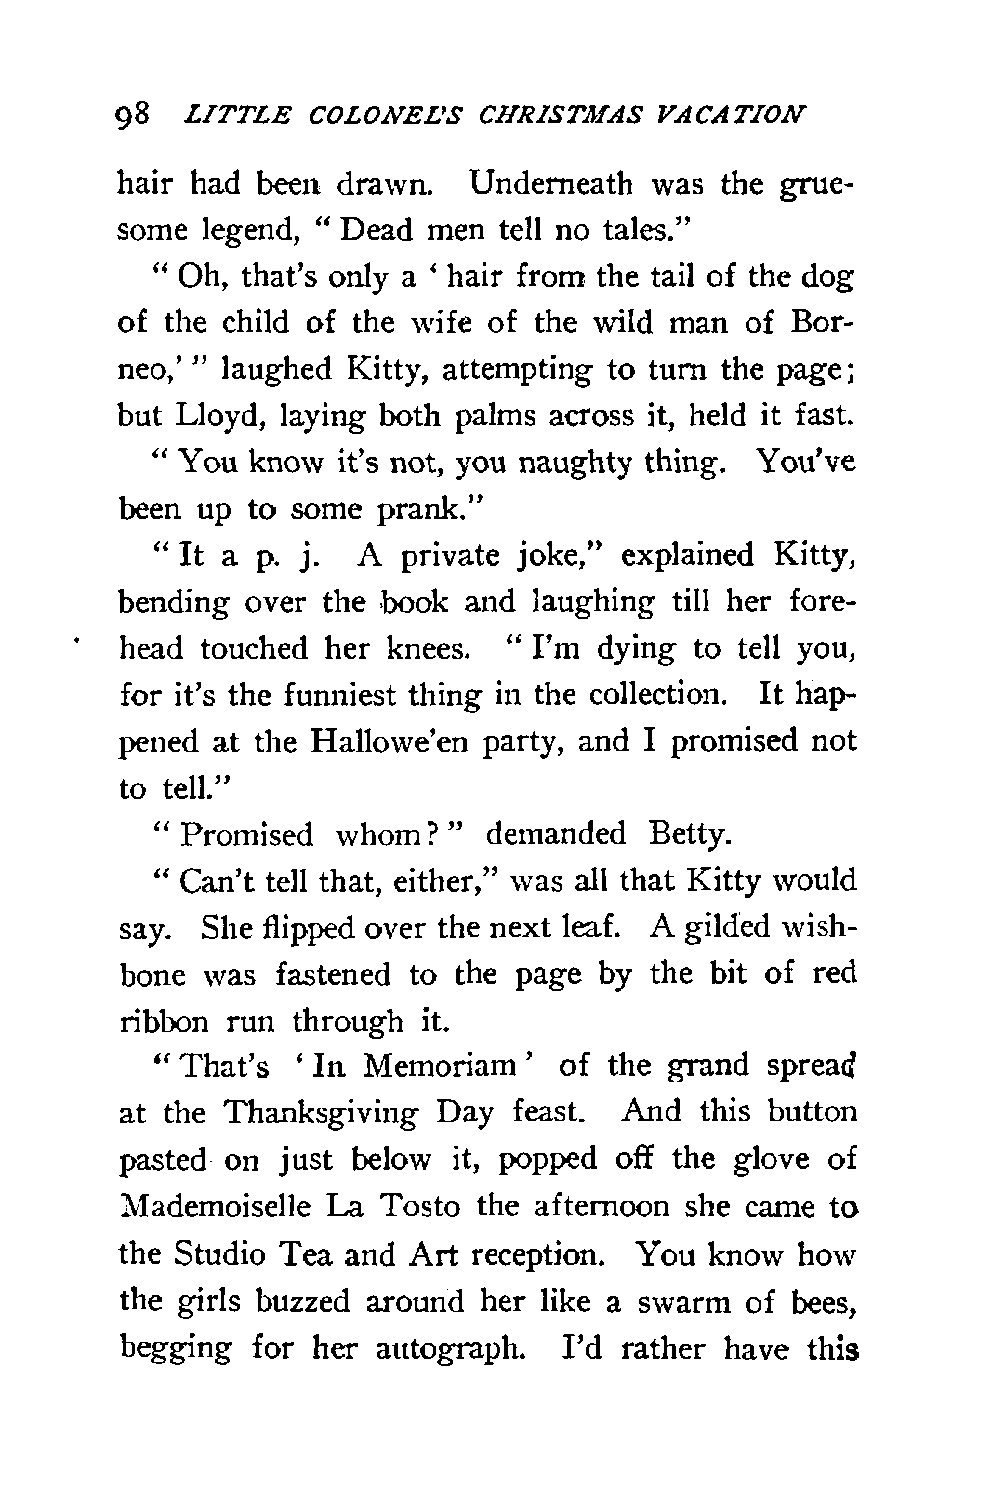 98 LITTLE COLONEL'S CHRISTMAS VACATION
hair had been drawn. Underneath was the grue-
some legend, " Dead men tell no tales."
" Oh, that's only a ' hair from the tail of the dog
of the child of the wife of the wild man of Bor-
neo,' " laughed Kitty, attempting to turn the page;
but Lloyd, laying both palms across it, held it fast.
" You know it's not, you naughty thing. You've
been up to some prank."
" It a p. j. A private joke," explained Kitty,
bending over the book and laughing till her fore-
head touched her knees. " I'm dying to tell you,
for it's the funniest thing in the collection. It hap-
pened at the Hallowe'en party, and I promised not
to tell."
" Promised whom? " demanded Betty.
" Can't tell that, either," was all that Kitty would
say. She flipped over the next leaf. A gilded wish-
bone was fastened to the page by the bit of red
ribbon run through it.
" That's ' In Memoriam ' of the grand spread
at the Thanksgiving Day feast. And this button
pasted on just below it, popped off the glove of
Mademoiselle La Tosto the afternoon she came to
the Studio Tea and Art reception. You know how
the girls buzzed around her like a swarm of bees,
begging for her autograph. I'd rather have this